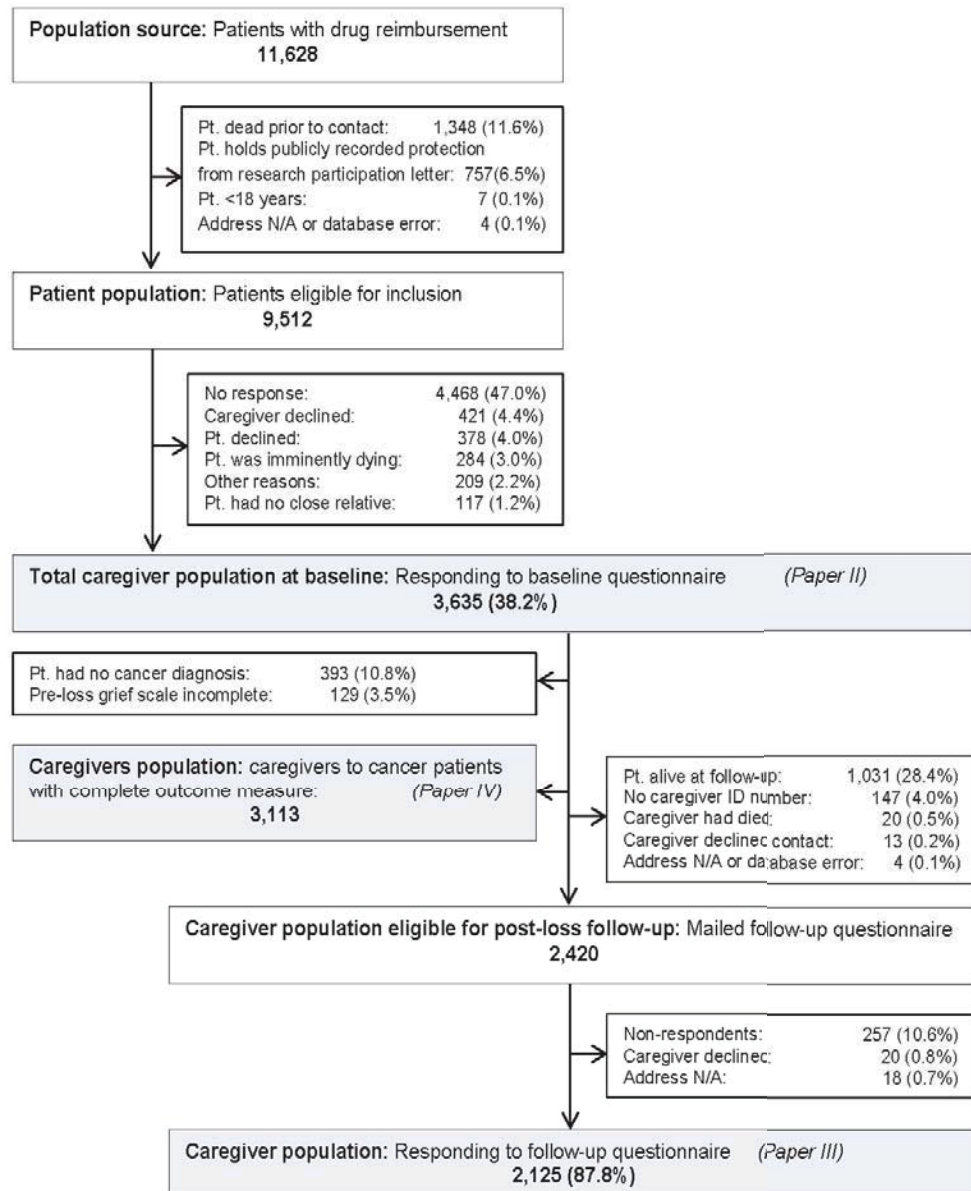 Population source: Patients with drug reimbursement
11,628
Pt. dead prior to contact: 1,348 (11.6%)
Pt. holds publicly recorded protection
from research participation letter: 757(6.5%)
Pt. <18 years: 7 (0.1%)
Address N/A or database error: 4 (0.1%)
Patient population: Patients eligible for inclusion
9,512
No response: 4,468 (47.0%)
Caregiver declined: 421 (4.4%)
Pt. declined: 378 (4.0%)
Pt. was imminently dying: 284 (3.0%)
Other reasons: 209 (2.2%)
Pt. had no close relative: 117 (1.2%)
Total caregiver population at baseline: Responding to baseline questionnaire (Paper II)
3,635 (38.2%)
Pt. had no cancer diagnosis: 393 (10.8%)
Pre-loss grief scale incomplete: 129 (3.5%)
Caregivers population: caregivers to cancer patients
with complete outcome measure: (Paper IV)
3,113
Pt. alive at follow-up: 1,031 (28.4%)
No caregiver ID number: 147 (4.0%)
Caregiver had died: 20 (0.5%)
Caregiver declined contact: 13 (0.2%)
Address N/A or database error: 4 (0.1%)
Caregiver population eligible for post-loss follow-up: Mailed follow-up questionnaire
2,420
Non-respondents: 257 (10.6%)
Caregiver declined: 20 (0.8%)
Address N/A: 18 (0.7%)
Caregiver population: Responding to follow-up questionnaire (Paper III)
2,125 (87.8%)